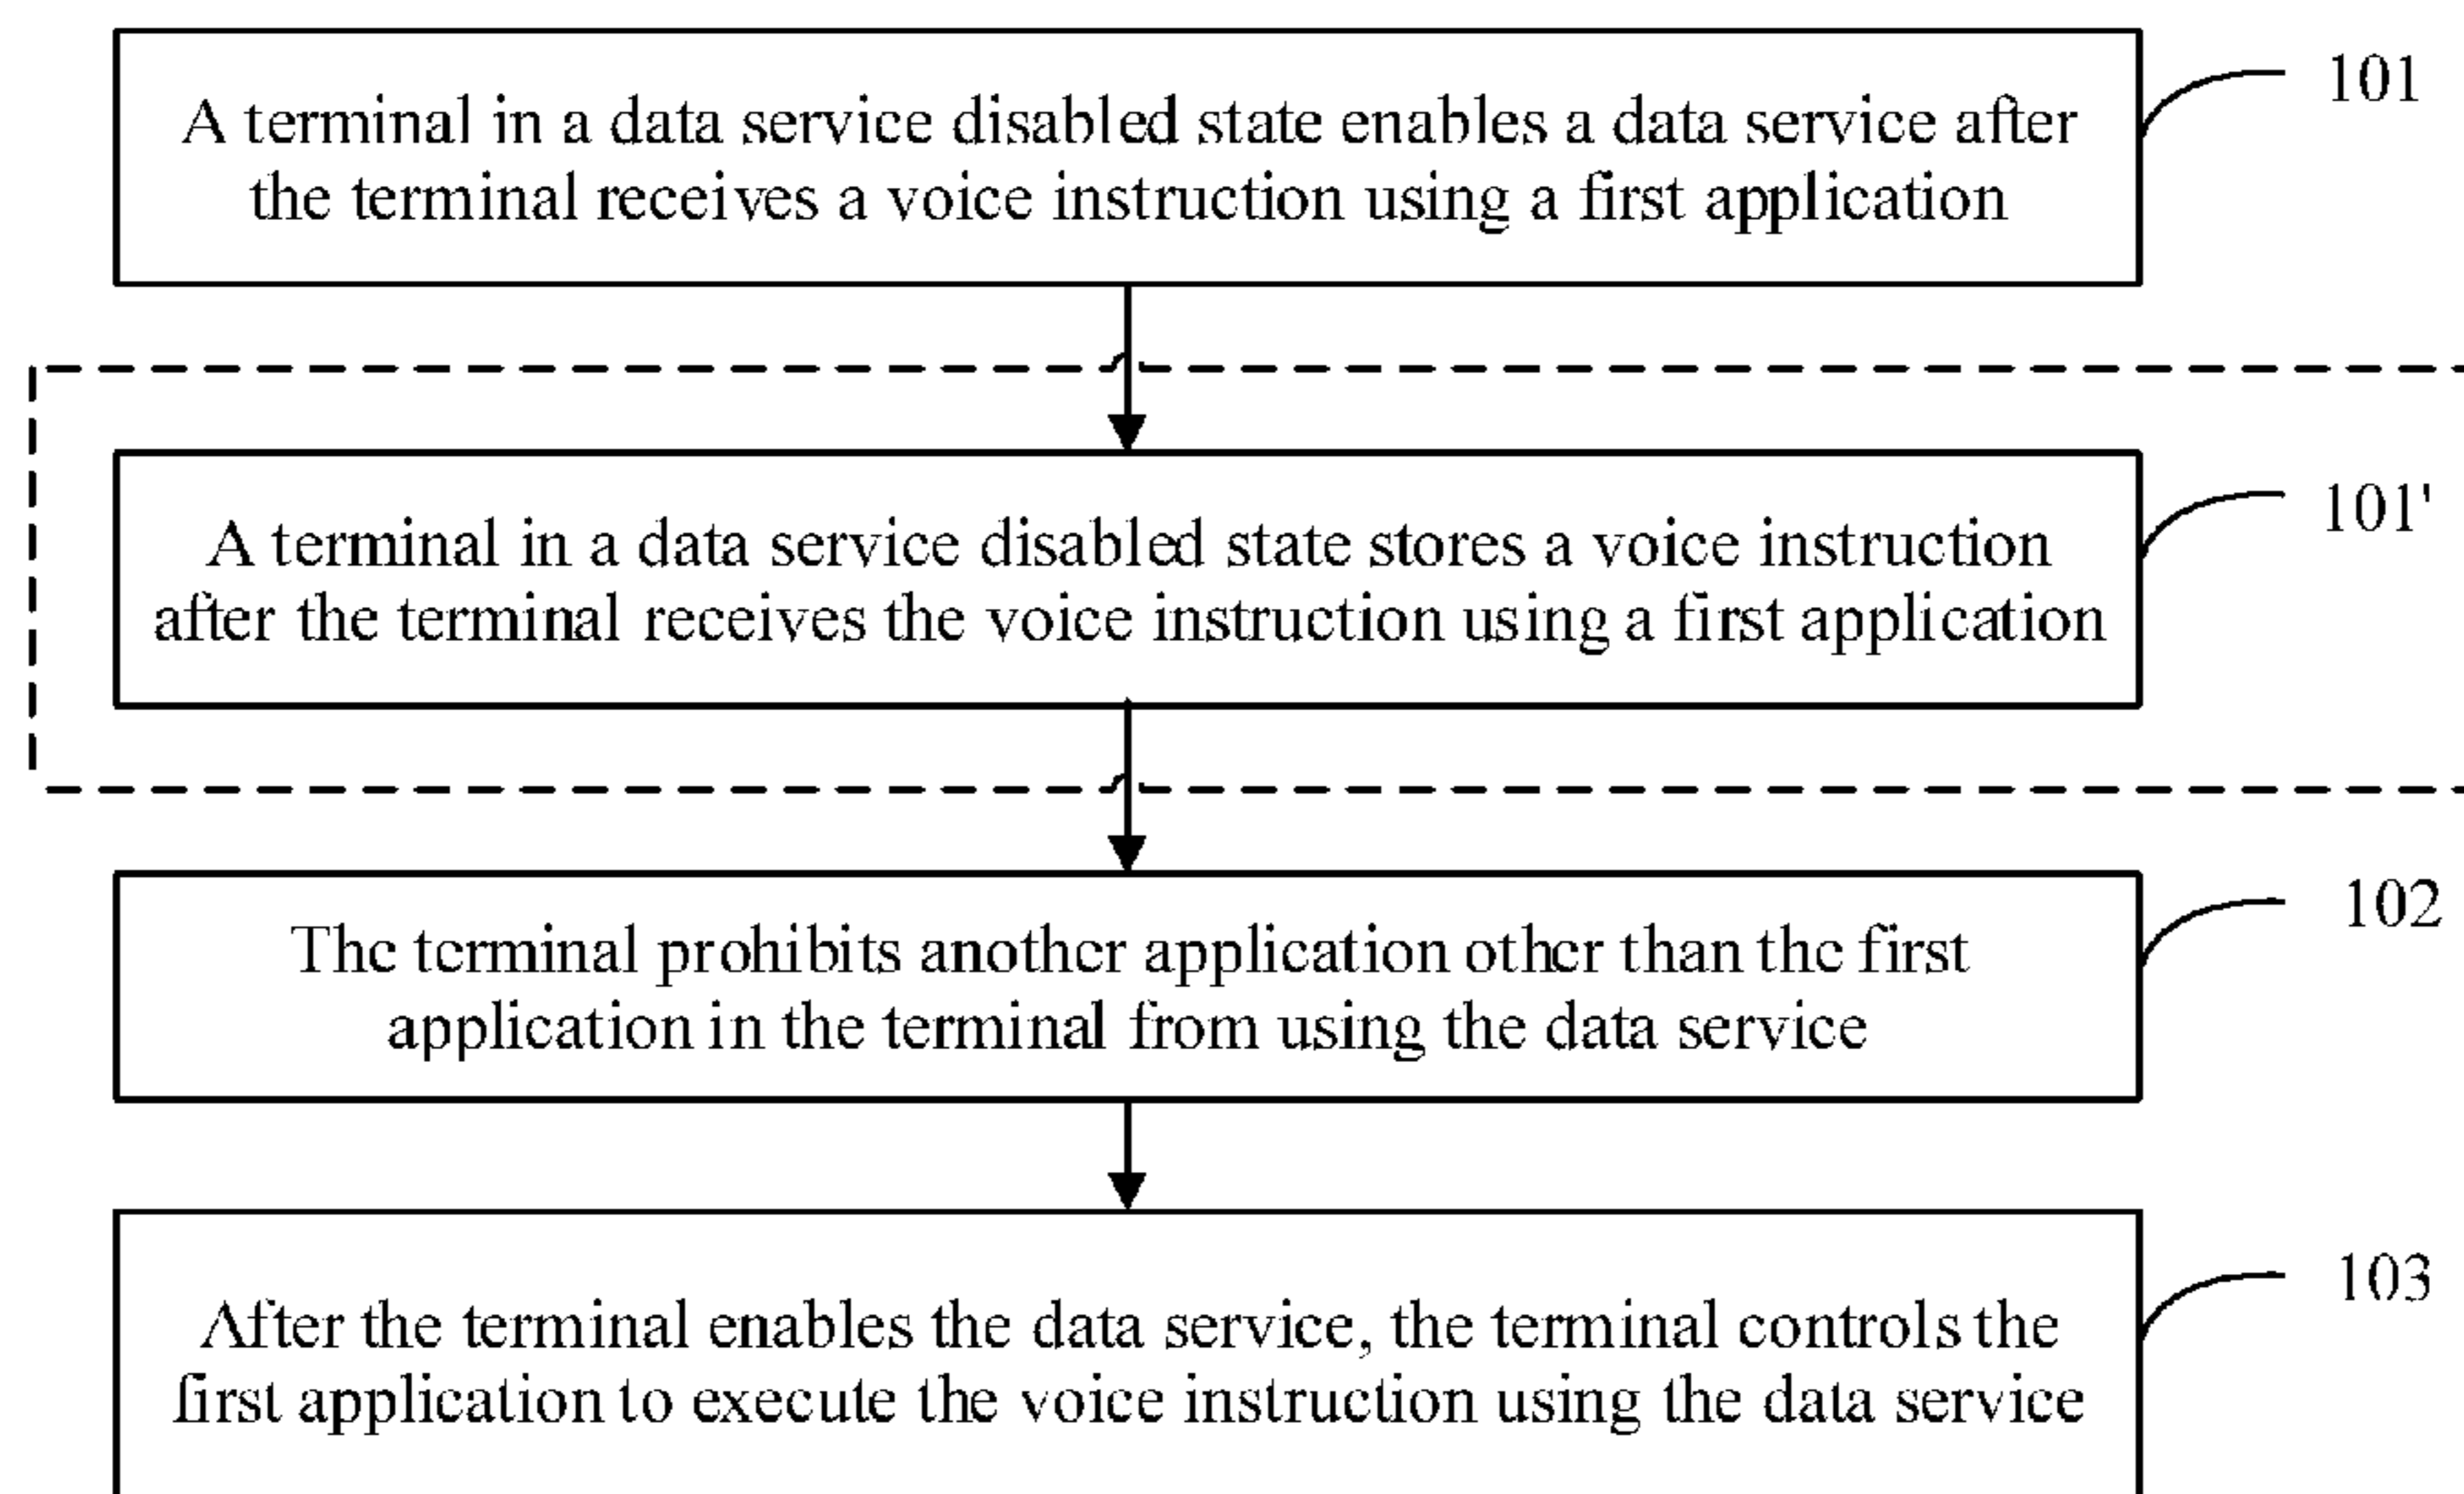 A terminal in a data service disabled state enables a data service after
the terminal receives a voice instruction using a first application
101
A terminal in a data service disabled state stores a voice instruction
after the terminal receives the voice instruction using a first application
101'
The terminal prohibits another application other than the first
application in the terminal from using the data service
102
After the terminal enables the data service, the terminal controls the
first application to execute the voice instruction using the data service
103